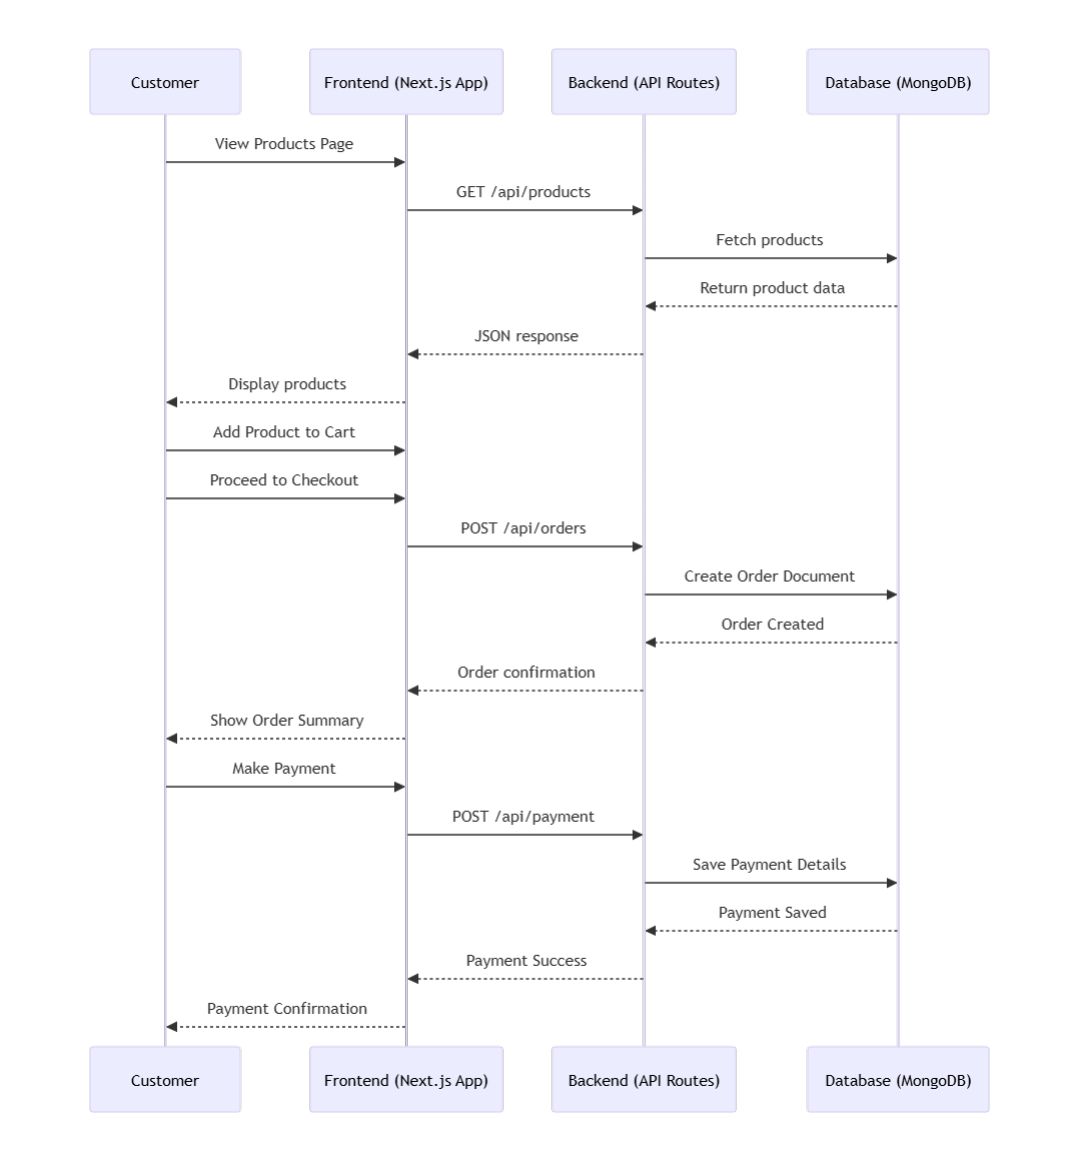 Customer
Frontend (Next.js App)
Backend (API Routes)
Database (MongoDB)
View Products Page
GET /api/products
Fetch products
Return product data
JSON response
Display products
Add Product to Cart
Proceed to Checkout
POST /api/orders
Create Order Document
Order Created
Order confirmation
Show Order Summary
Make Payment
POST /api/payment
Save Payment Details
Payment Saved
Payment Success
Payment Confirmation
Customer
Frontend (Next.js App)
Backend (API Routes)
Database (MongoDB)